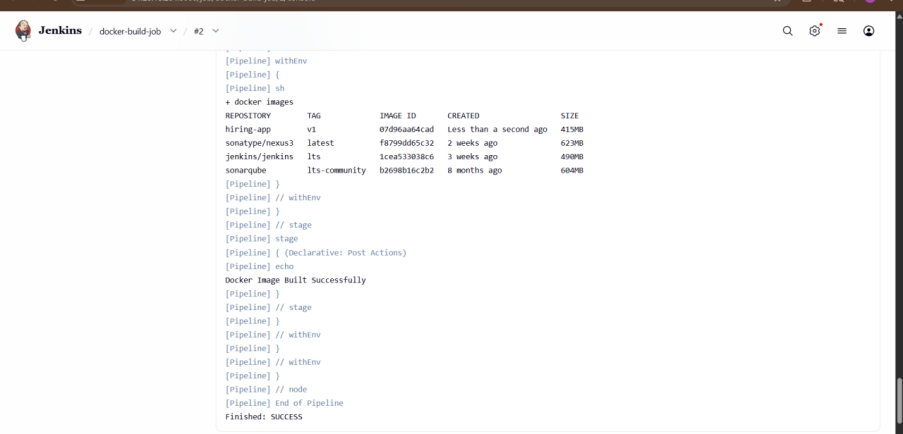 Jenkins / docker-build-job / #2
[Pipeline] withEnv
[Pipeline] {
[Pipeline] sh
+ docker images
REPOSITORY TAG IMAGE ID CREATED SIZE
hiring-app v1 07d96aa64cad Less than a second ago 415MB
sonatype/nexus3 latest f8799dd65c32 2 weeks ago 623MB
jenkins/jenkins lts 1cea533038c6 3 weeks ago 490MB
sonarqube lts-community b2698b16c2b2 8 months ago 604MB
[Pipeline] }
[Pipeline] // withEnv
[Pipeline] }
[Pipeline] // stage
[Pipeline] stage
[Pipeline] { (Declarative: Post Actions)
[Pipeline] echo
Docker Image Built Successfully
[Pipeline] }
[Pipeline] // stage
[Pipeline] }
[Pipeline] // withEnv
[Pipeline] }
[Pipeline] // withEnv
[Pipeline] }
[Pipeline] // node
[Pipeline] End of Pipeline
Finished: SUCCESS